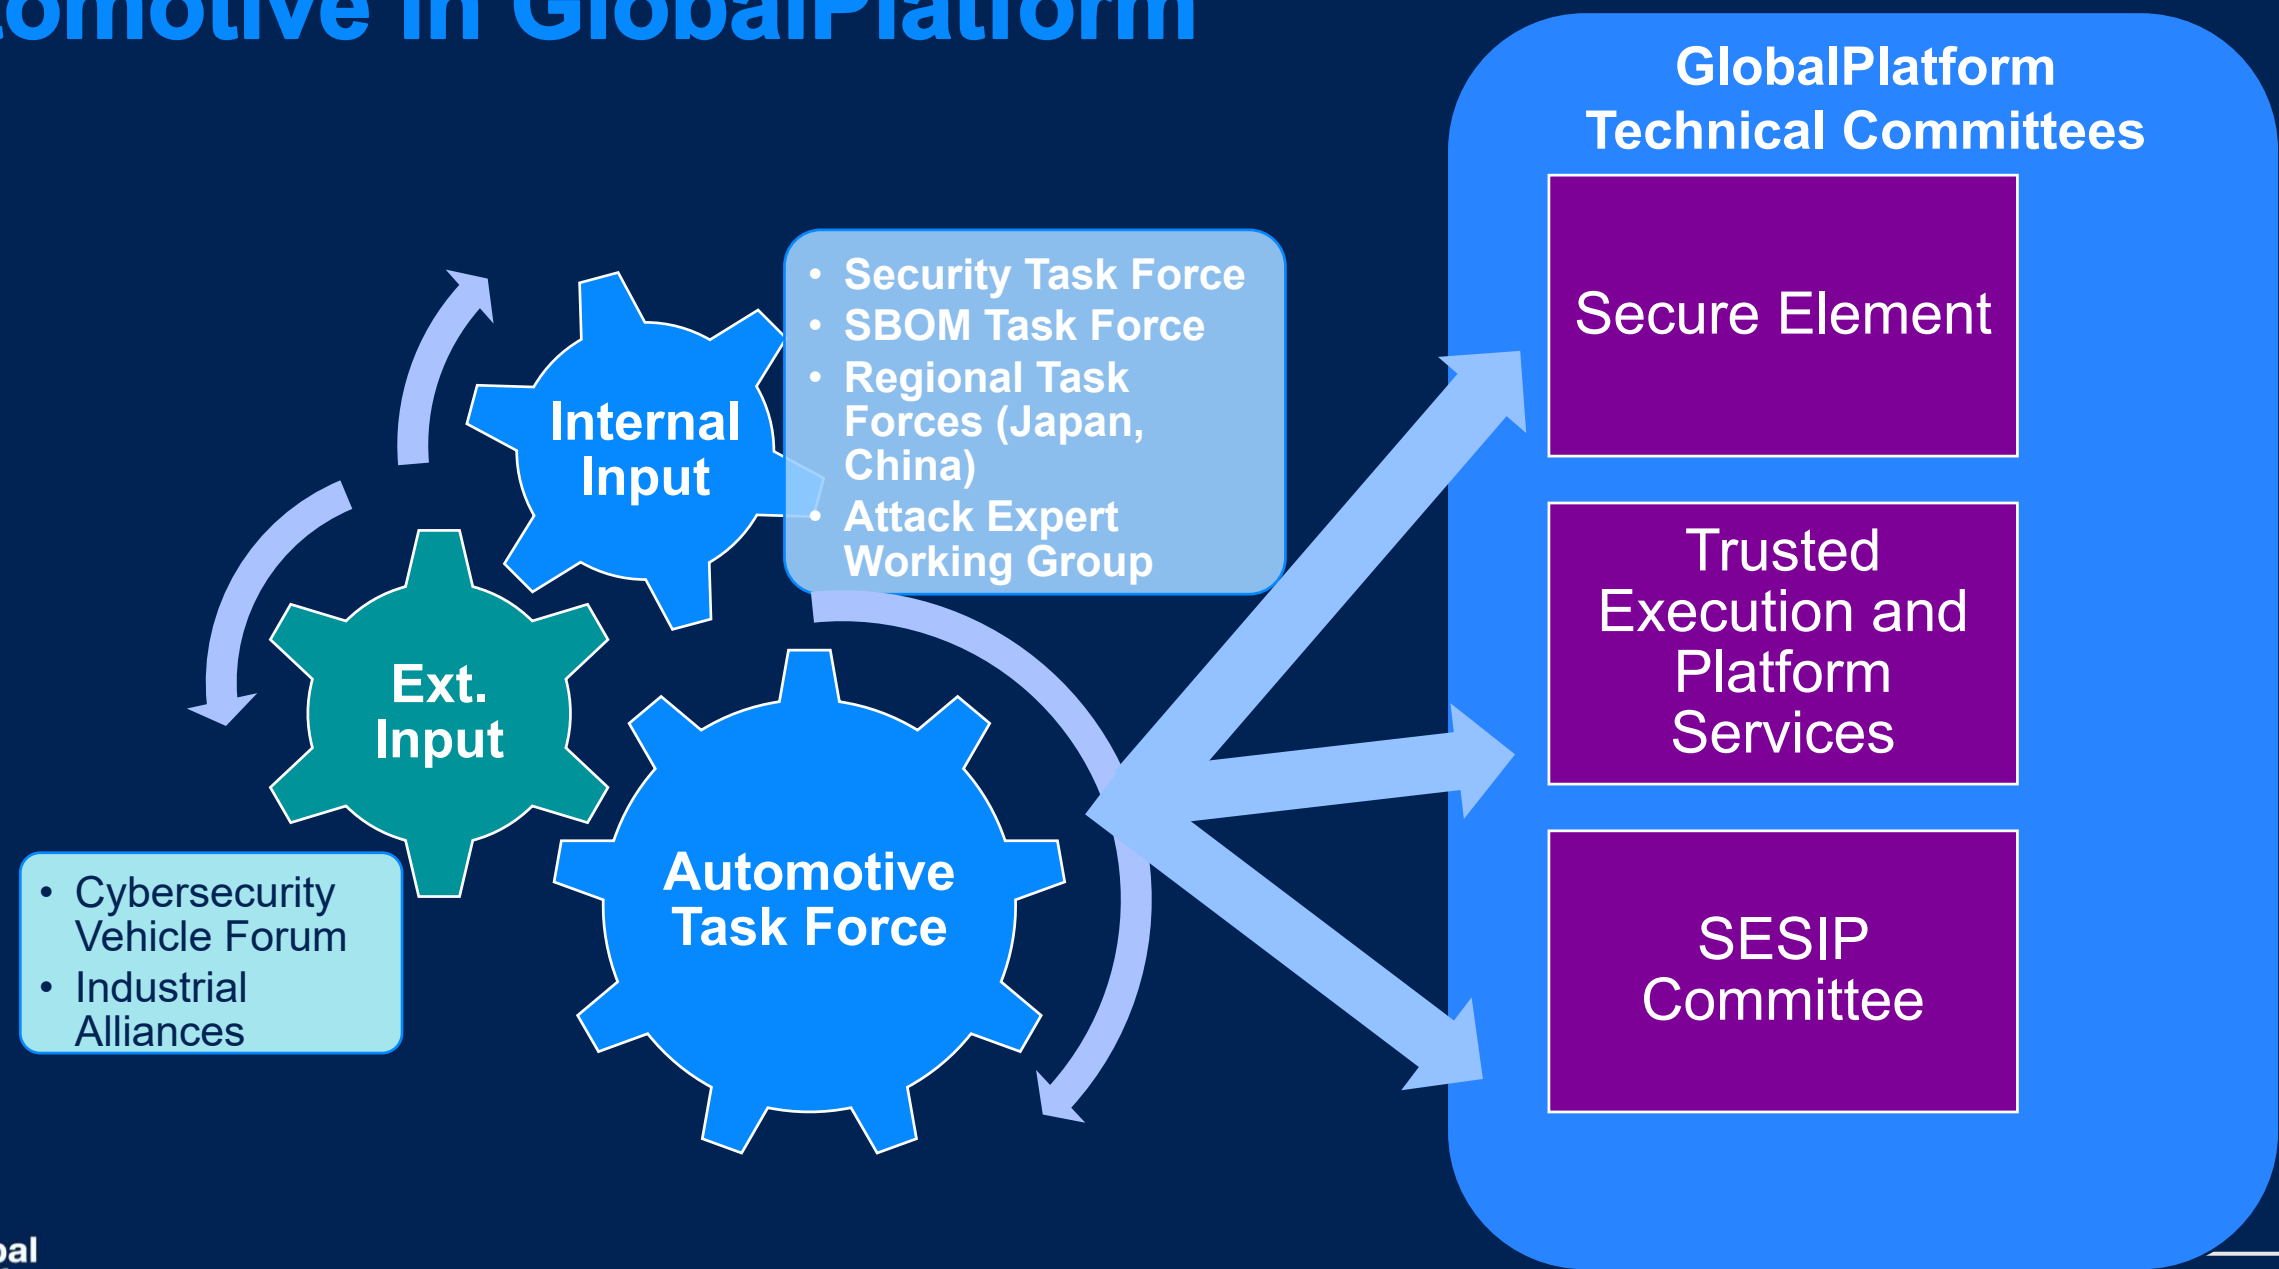 in GlobalPlatform
GlobalPlatform
Technical Committees
• Security Task Force
• SBOM Task Force
• Regional Task
Forces (Japan,
China)
• Attack Expert
Working Group
Internal
Input
Ext.
Input
• Cybersecurity
Vehicle Forum
• Industrial
Alliances
Automotive
Task Force
Secure Element
Trusted
Execution and
Platform
Services
SESIP
Committee